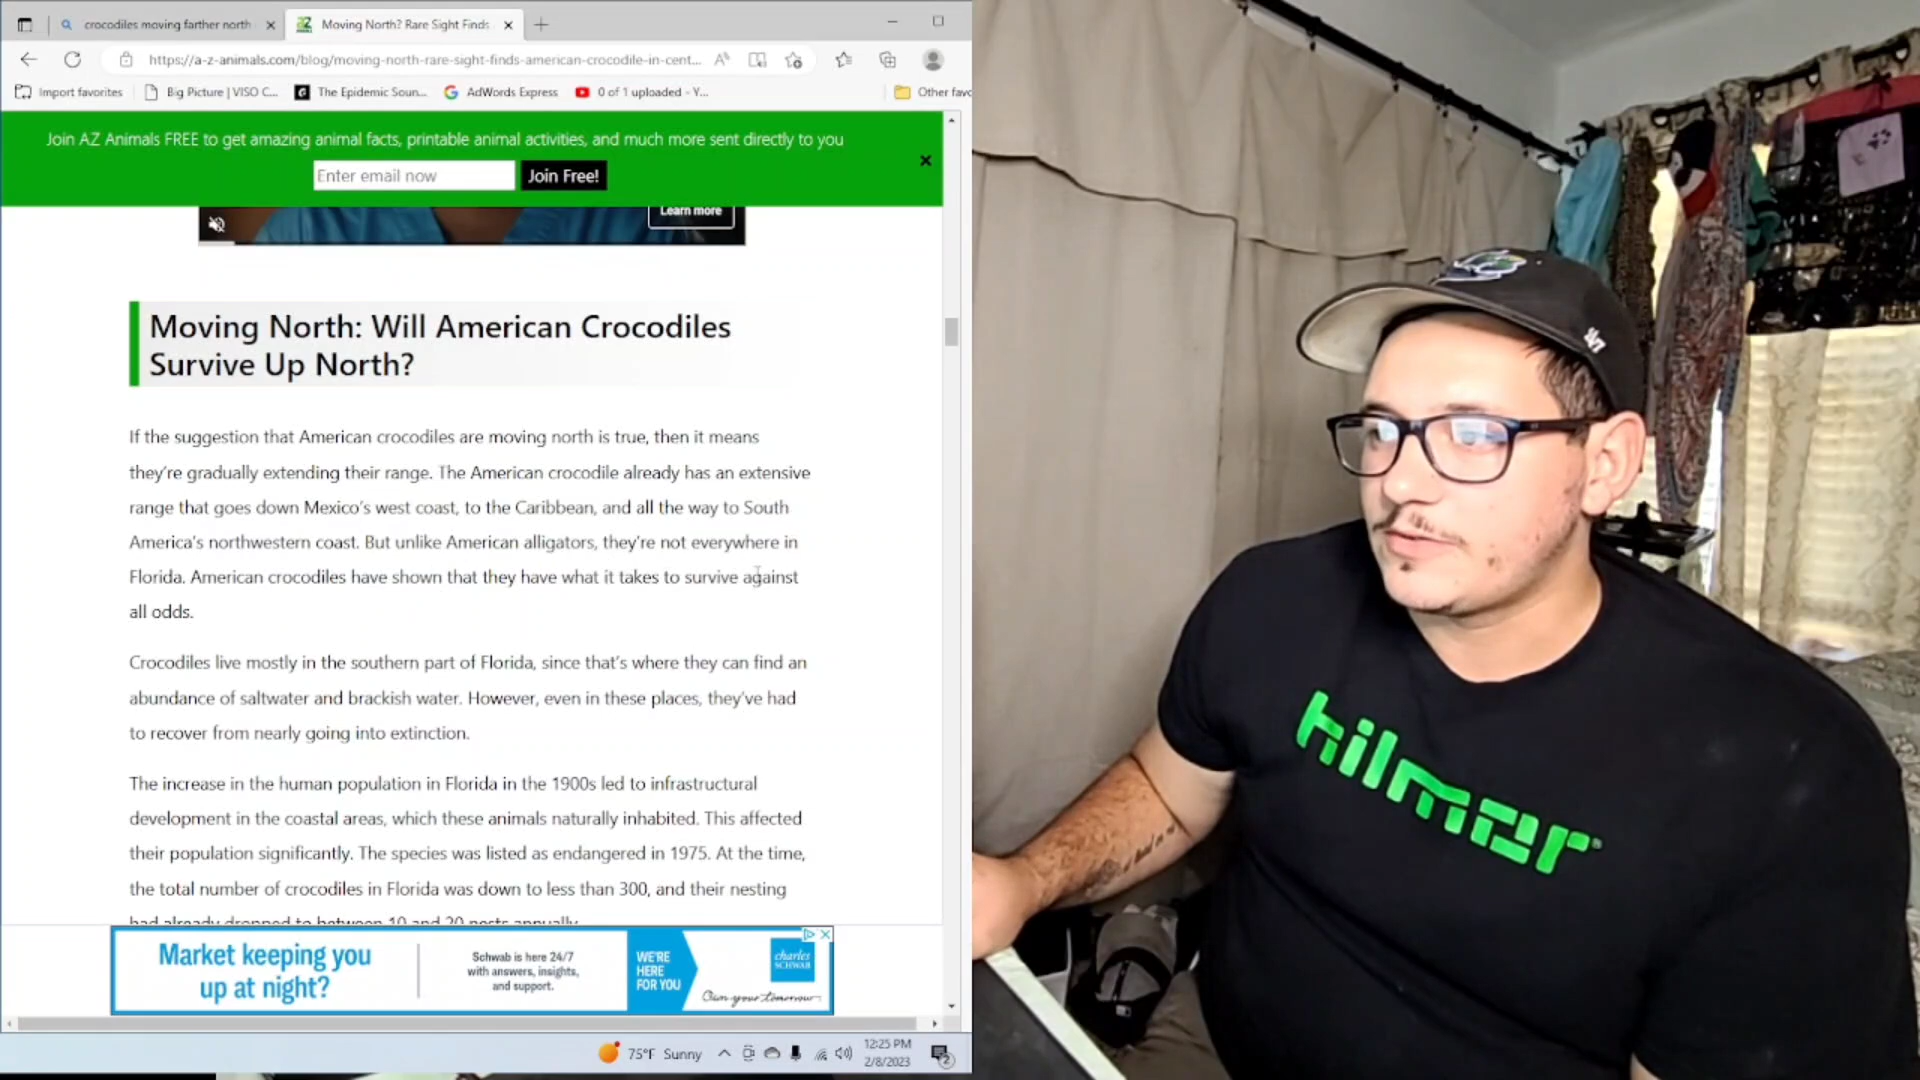 crocodiles moving farther north
Moving North? Rare Sight Finds
https://a-z-animals.com/blog/moving-north-rare-sight-finds-american-crocodile-in-cent...
Import favorites
Big Picture | VISO C...
The Epidemic Soun...
AdWords Express
0 of 1 uploaded - Y...
Other favo
Join AZ Animals FREE to get amazing animal facts, printable animal activities, and much more sent directly to you
Enter email now
Join Free!
Learn more
Moving North: Will American Crocodiles
Survive Up North?
If the suggestion that American crocodiles are moving north is true, then it means
they're gradually extending their range. The American crocodile already has an extensive
range that goes down Mexico's west coast, to the Caribbean, and all the way to South
America's northwestern coast. But unlike American alligators, they're not everywhere in
Florida. American crocodiles have shown that they have what it takes to survive against
all odds.
Crocodiles live mostly in the southern part of Florida, since that's where they can find an
abundance of saltwater and brackish water. However, even in these places, they've had
to recover from nearly going into extinction.
The increase in the human population in Florida in the 1900s led to infrastructural
development in the coastal areas, which these animals naturally inhabited. This affected
their population significantly. The species was listed as endangered in 1975. At the time,
the total number of crocodiles in Florida was down to less than 300, and their nesting
had already dropped to between 10 and 20 nests annually.
Market keeping you
up at night?
Schwab is here 24/7
with answers, insights,
and support.
WE'RE
HERE
FOR YOU
charles
SCHWAB
Own your tomorrow
75°F Sunny
12:25 PM
2/8/2023
2
hilmar
47